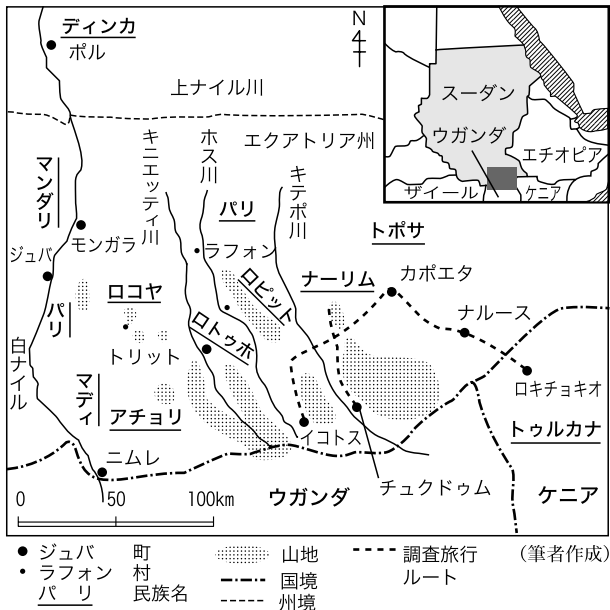 ディンカ
ボル
N
上ナイル川
スーダン
ウガンダ
エチオピア
ザイール
ケニア
キニエッティ川
ホス川
エクアトリア州
キデポ川
マンダリ
パリ
トポサ
モンガラ
ラフォン
ジュバ
ロコヤ
ロピット
ナーリム
カポエタ
バリ
ナルース
ロトゥホ
トリット
白ナイル
マディ
アチョリ
ロキチョキオ
イコトス
トゥルカナ
ニムレ
チュクドゥム
0 50 100km
ウガンダ
ケニア
ジュバ 町
ラフォン 村
パリ 民族名
山地
国境
州境
調査旅行
ルート
(筆者作成)